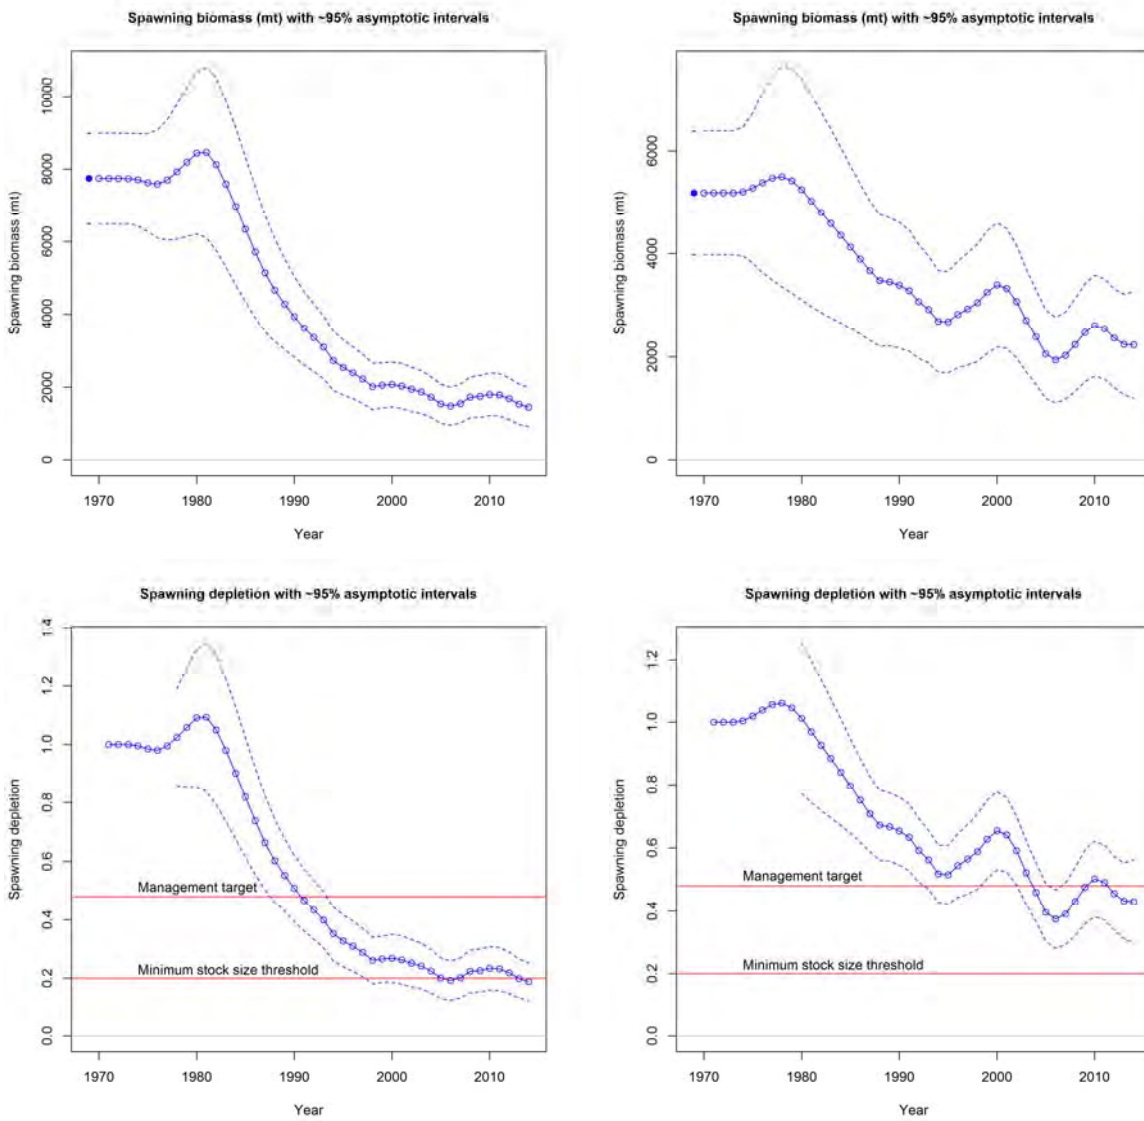 Spawning biomass (mt) with ~95% asymptotic intervals
Spawning biomass (mt)
10000
8000
6000
4000
2000
0
1970 1980 1990 2000 2010
Year
Spawning biomass (mt) with ~95% asymptotic intervals
Spawning biomass (mt)
6000
4000
2000
0
1970 1980 1990 2000 2010
Year
Spawning depletion with ~95% asymptotic intervals
Spawning depletion
1.4
1.2
1.0
0.8
0.6
0.4
0.2
0.0
Management target
Minimum stock size threshold
1970 1980 1990 2000 2010
Year
Spawning depletion with ~95% asymptotic intervals
Spawning depletion
1.2
1.0
0.8
0.6
0.4
0.2
0.0
Management target
Minimum stock size threshold
1970 1980 1990 2000 2010
Year